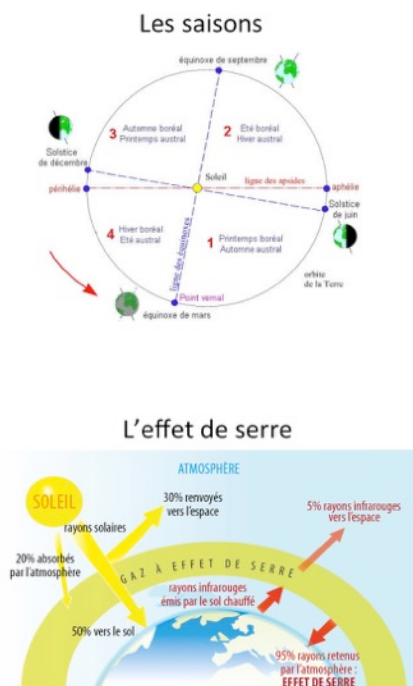 Les saisons
équinoxe de septembre
3
Automne boréal
Printemps austral
2
Eté boréal
Hiver austral
Solstice
de décembre
Soleil
ligne des apsides
périhélie
aphélie
Solstice
de juin
4
Hiver boréal
Eté austral
1
Printemps boréal
Automne austral
ligne des équinoxes
orbite
de la Terre
Point vernal
équinoxe de mars
L'effet de serre
ATMOSPHÈRE
SOLEIL
30% renvoyés
vers l'espace
5% rayons infrarouges
vers l'espace
rayons solaires
20% absorbés
par l'atmosphère
GAZ À EFFET DE SERRE
rayons infrarouges
émis par le sol chauffé
50% vers le sol
95% rayons retenus
par l'atmosphère :
EFFET DE SERRE